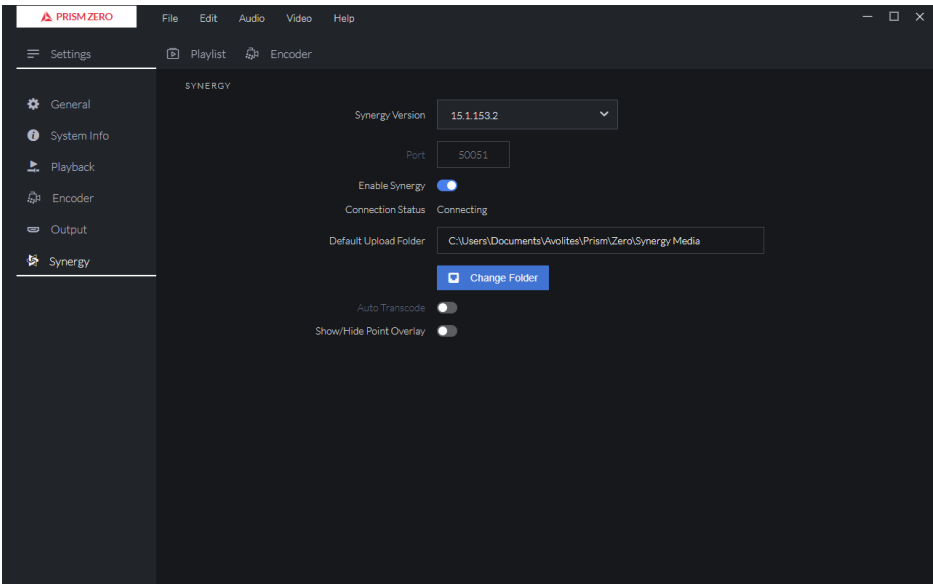 PRISM ZERO File Edit Audio Video Help
Settings Playlist Encoder
SYNERGY
General
Synergy Version 15.1.153.2
System Info
Port 50051
Playback
Enable Synergy
Encoder
Connection Status Connecting
Output
Default Upload Folder C:\Users\Documents\Avolites\Prism\Zero\Synergy Media
Synergy
Change Folder
Auto Transcode
Show/Hide Point Overlay